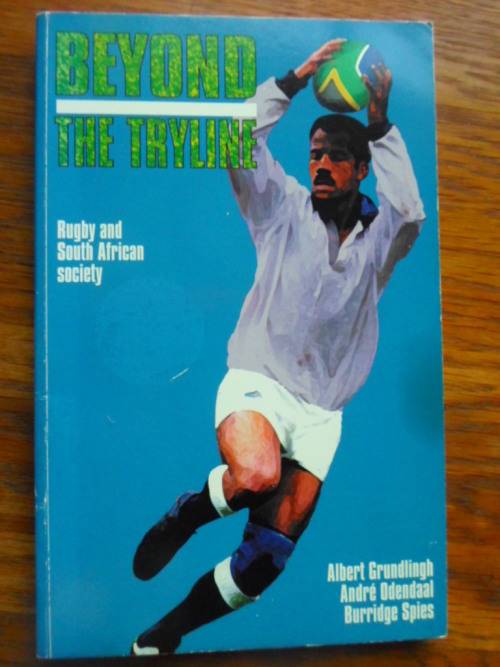 BEYOND
THE TRYLINE
Rugby and
South African
society
Albert Grundlingh
André Odendaal
Burridge Spies